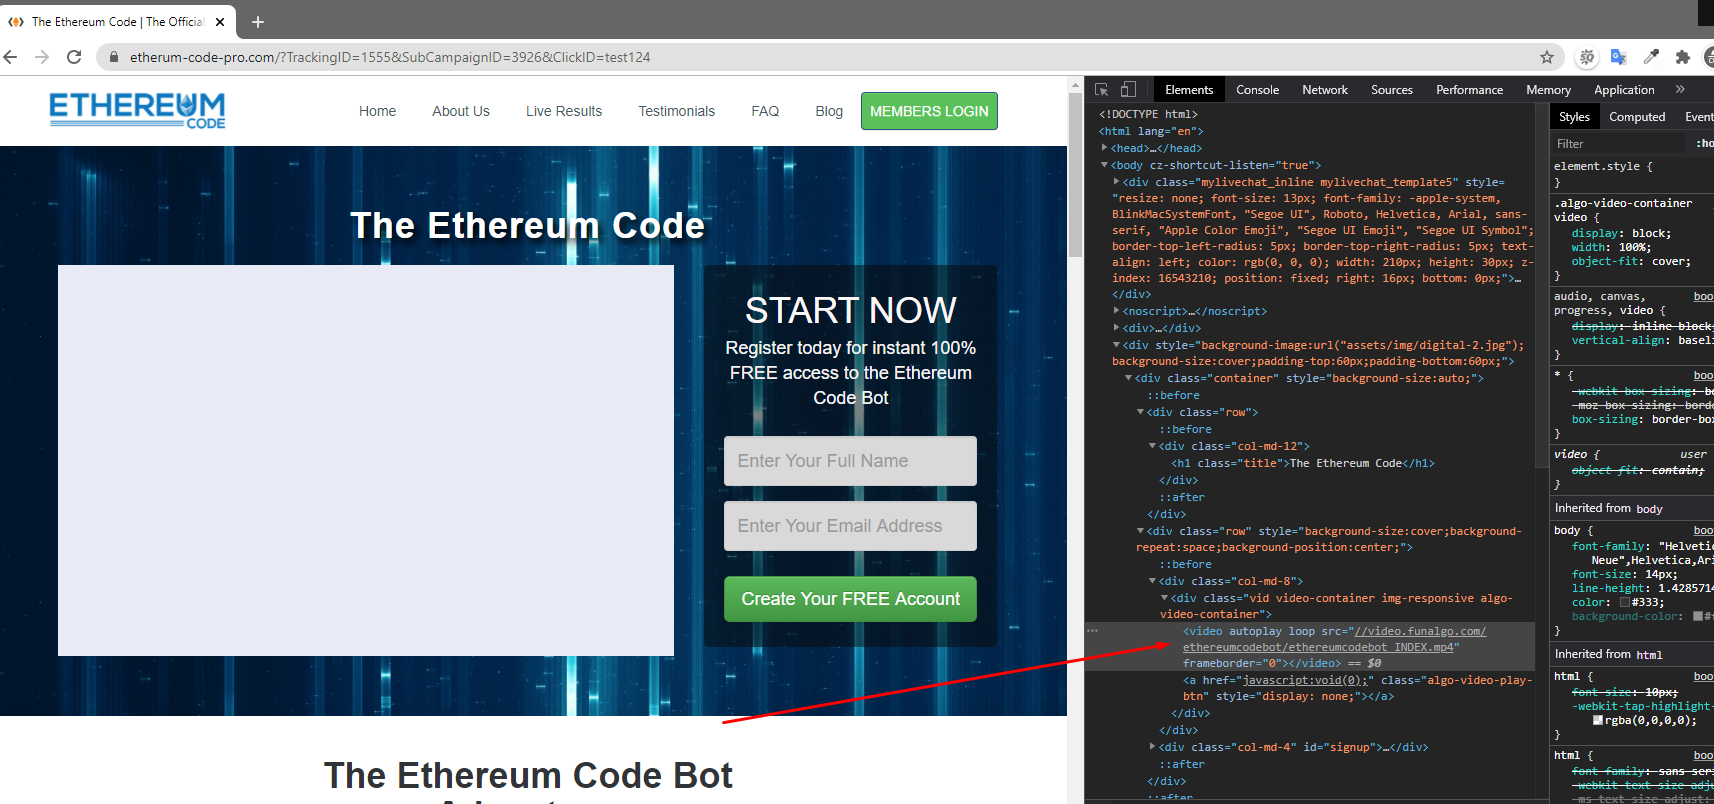 The Ethereum Code | The Official
etherum-code-pro.com/?TrackingID=1555&SubCampaignID=3926&ClickID=test124
ETHEREUM
CODE
Home
About Us
Live Results
Testimonials
FAQ
Blog
MEMBERS LOGIN
The Ethereum Code
START NOW
Register today for instant 100%
FREE access to the Ethereum
Code Bot
Enter Your Full Name
Enter Your Email Address
Create Your FREE Account
The Ethereum Code Bot
Elements Console Network Sources Performance Memory Application »
<!DOCTYPE html>
<html lang="en">
<head>…</head>
<body cz-shortcut-listen="true">
<div class="mylivechat_inline mylivechat_template5" style=
"resize: none; font-size: 13px; font-family: -apple-system,
BlinkMacSystemFont, "Segoe UI", Roboto, Helvetica, Arial, sans-
serif, "Apple Color Emoji", "Segoe UI Emoji", "Segoe UI Symbol";
border-top-left-radius: 5px; border-top-right-radius: 5px; text-
align: left; color: rgb(0, 0, 0); width: 210px; height: 30px; z-
index: 16543210; position: fixed; right: 16px; bottom: 0px;">…
</div>
<noscript>…</noscript>
<div>…</div>
<div style="background-image:url("assets/img/digital-2.jpg");
background-size:cover;padding-top:60px;padding-bottom:60px;">
<div class="container" style="background-size:auto;">
::before
<div class="row">
::before
<div class="col-md-12">
<h1 class="title">The Ethereum Code</h1>
</div>
::after
</div>
<div class="row" style="background-size:cover;background-
repeat:space;background-position:center;">
::before
<div class="col-md-8">
<div class="vid video-container img-responsive algo-
video-container">
<video autoplay loop src="//video.funalgo.com/
ethereumcodebot/ethereumcodebot_INDEX.mp4"
frameborder="0"></video> == $0
<a href="javascript:void(0);" class="algo-video-play-
btn" style="display: none;"></a>
</div>
</div>
<div class="col-md-4" id="signup">…</div>
::after
</div>
::after
Styles Computed Event
Filter :ho
element.style {
}
.algo-video-container
video {
display: block;
width: 100%;
object-fit: cover;
}
audio, canvas, boo
progress, video {
display: inline-block;
vertical-align: baseli
}
* { boo
-webkit-box-sizing: bo
-moz-box-sizing: bord
box-sizing: border-box
}
video { user
object-fit: contain;
}
Inherited from body
body { boo
font-family: "Helvetic
Neue",Helvetica,Ari
font-size: 14px;
line-height: 1.4285714
color: #333;
background-color: #f
}
Inherited from html
html { boo
font-size: 10px;
-webkit-tap-highlight-
rgba(0,0,0,0);
}
html { boo
font-family: sans-seri
-webkit-text-size-adju
-ms-text-size-adjust: